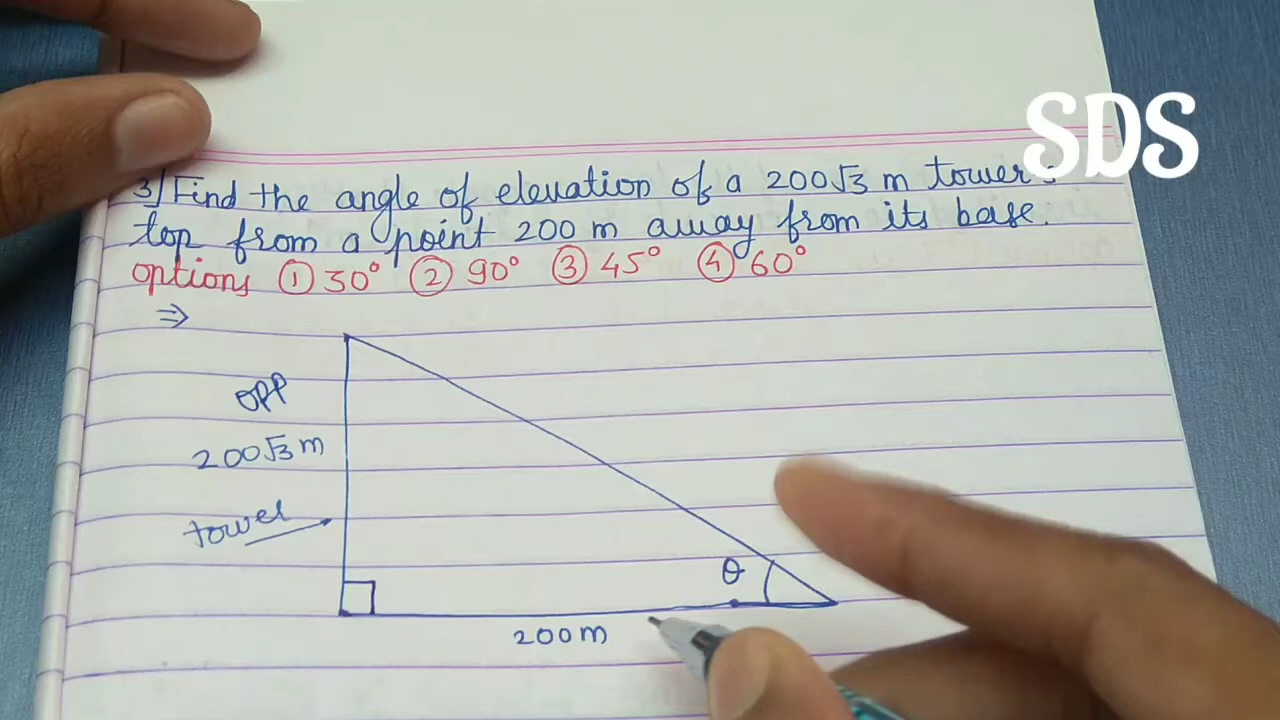 SDS
3) Find the angle of elevation of a 200√3 m tower's
top from a point 200 m away from its base.
options ① 30° ② 90° ③ 45° ④ 60°
⇒
OPP
200√3 m
tower
θ
200 m